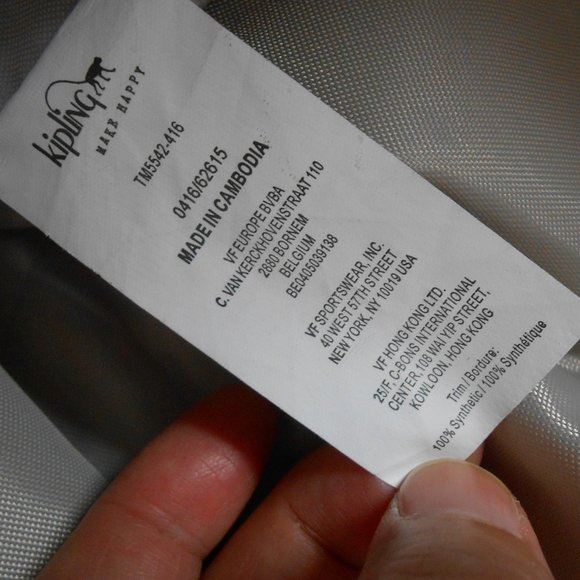 kipling
MAKE HAPPY
TM5542-416
0416/62615
MADE IN CAMBODIA
VF EUROPE BVBA
C. VAN KERCKHOVENSTRAAT 110
2880 BORNEM
BELGIUM
BE0405039138
VF SPORTSWEAR, INC.
40 WEST 57TH STREET
NEW YORK, NY 10019 USA
VF HONG KONG LTD.
25/F, C-BONS INTERNATIONAL
CENTER, 108 WAI YIP STREET,
KOWLOON, HONG KONG
Trim / Bordure:
100% Synthetic / 100% Synthétique